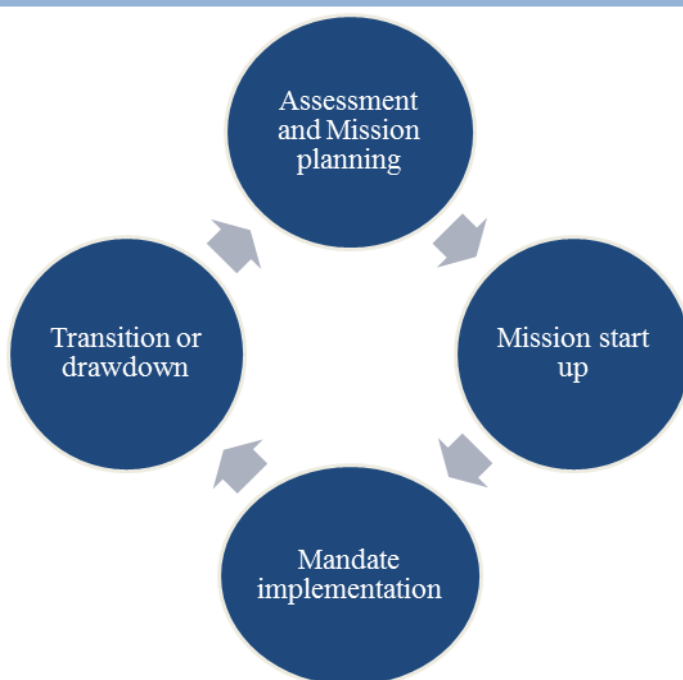 Assessment
and Mission
planning
Mission start
up
Mandate
implementation
Transition or
drawdown